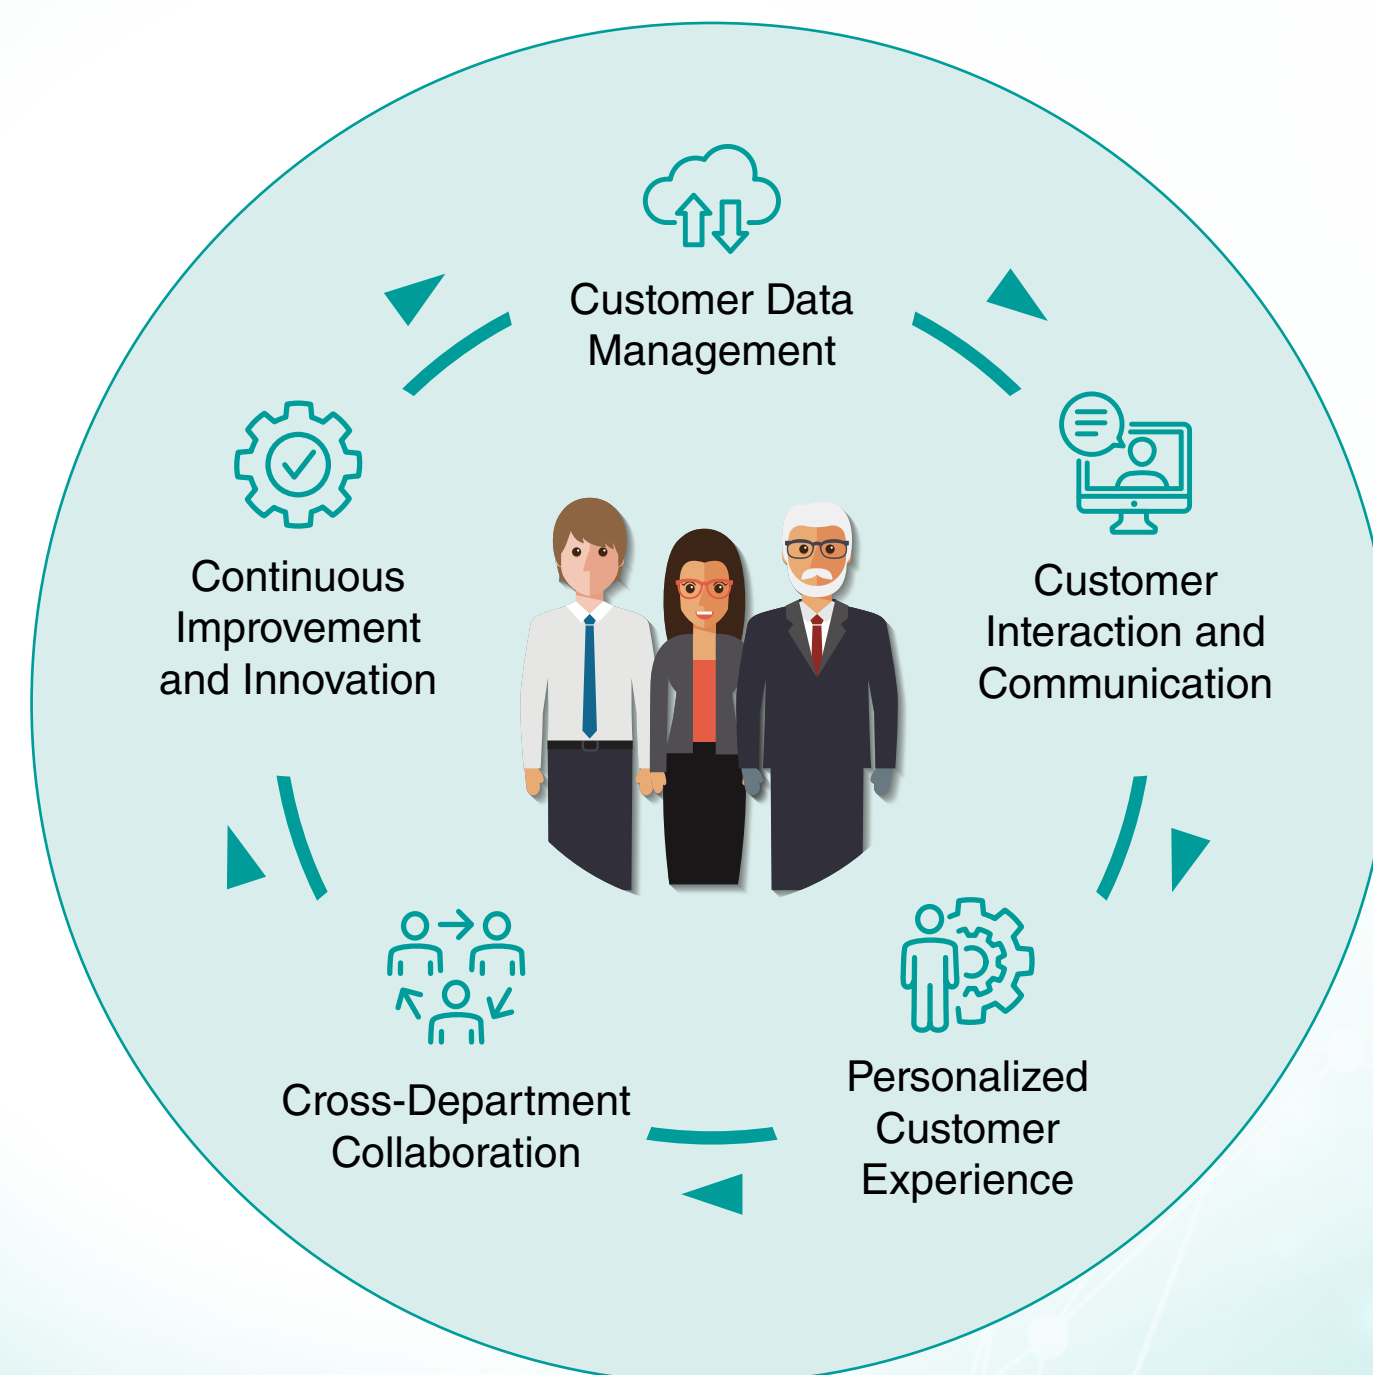 Customer Data
Management
Customer
Interaction and
Communication
Personalized
Customer
Experience
Cross-Department
Collaboration
Continuous
Improvement
and Innovation